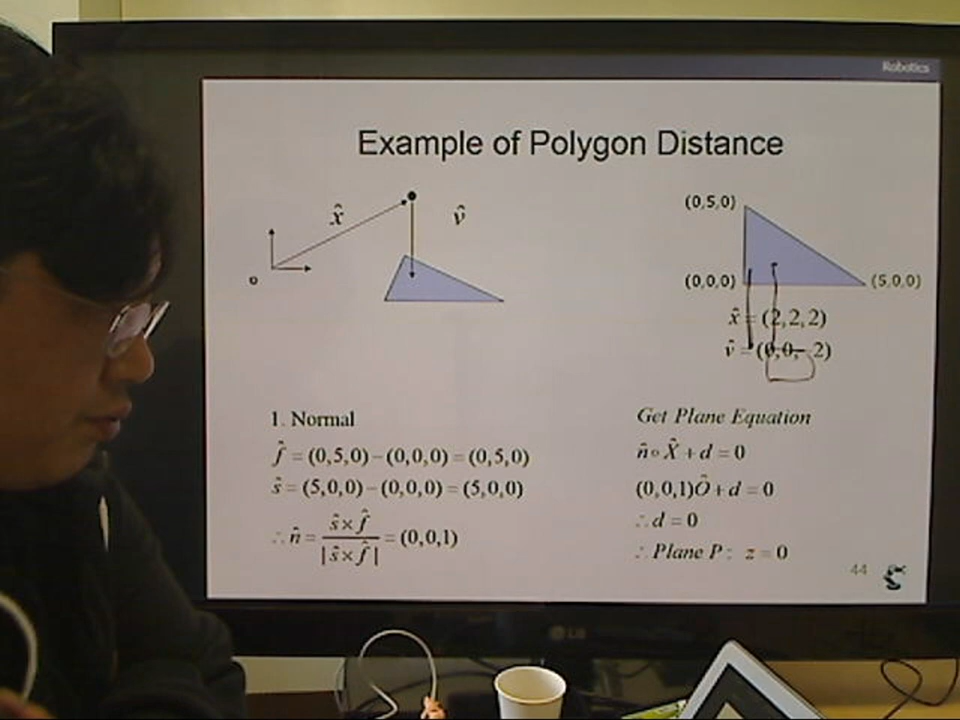 Robotics
Example of Polygon Distance
x̂
v̂
o
(0,5,0)
(0,0,0)
(5,0,0)
x̂ = (2,2,2)
v̂ = (0,0,-2)
1. Normal
f̂ = (0,5,0)-(0,0,0) = (0,5,0)
ŝ = (5,0,0)-(0,0,0) = (5,0,0)
∴ n̂ = ŝ×f̂ / |ŝ×f̂| = (0,0,1)
Get Plane Equation
n̂∘X̂+d=0
(0,0,1)Ô+d=0
∴ d=0
∴ Plane P: z=0
44
LG